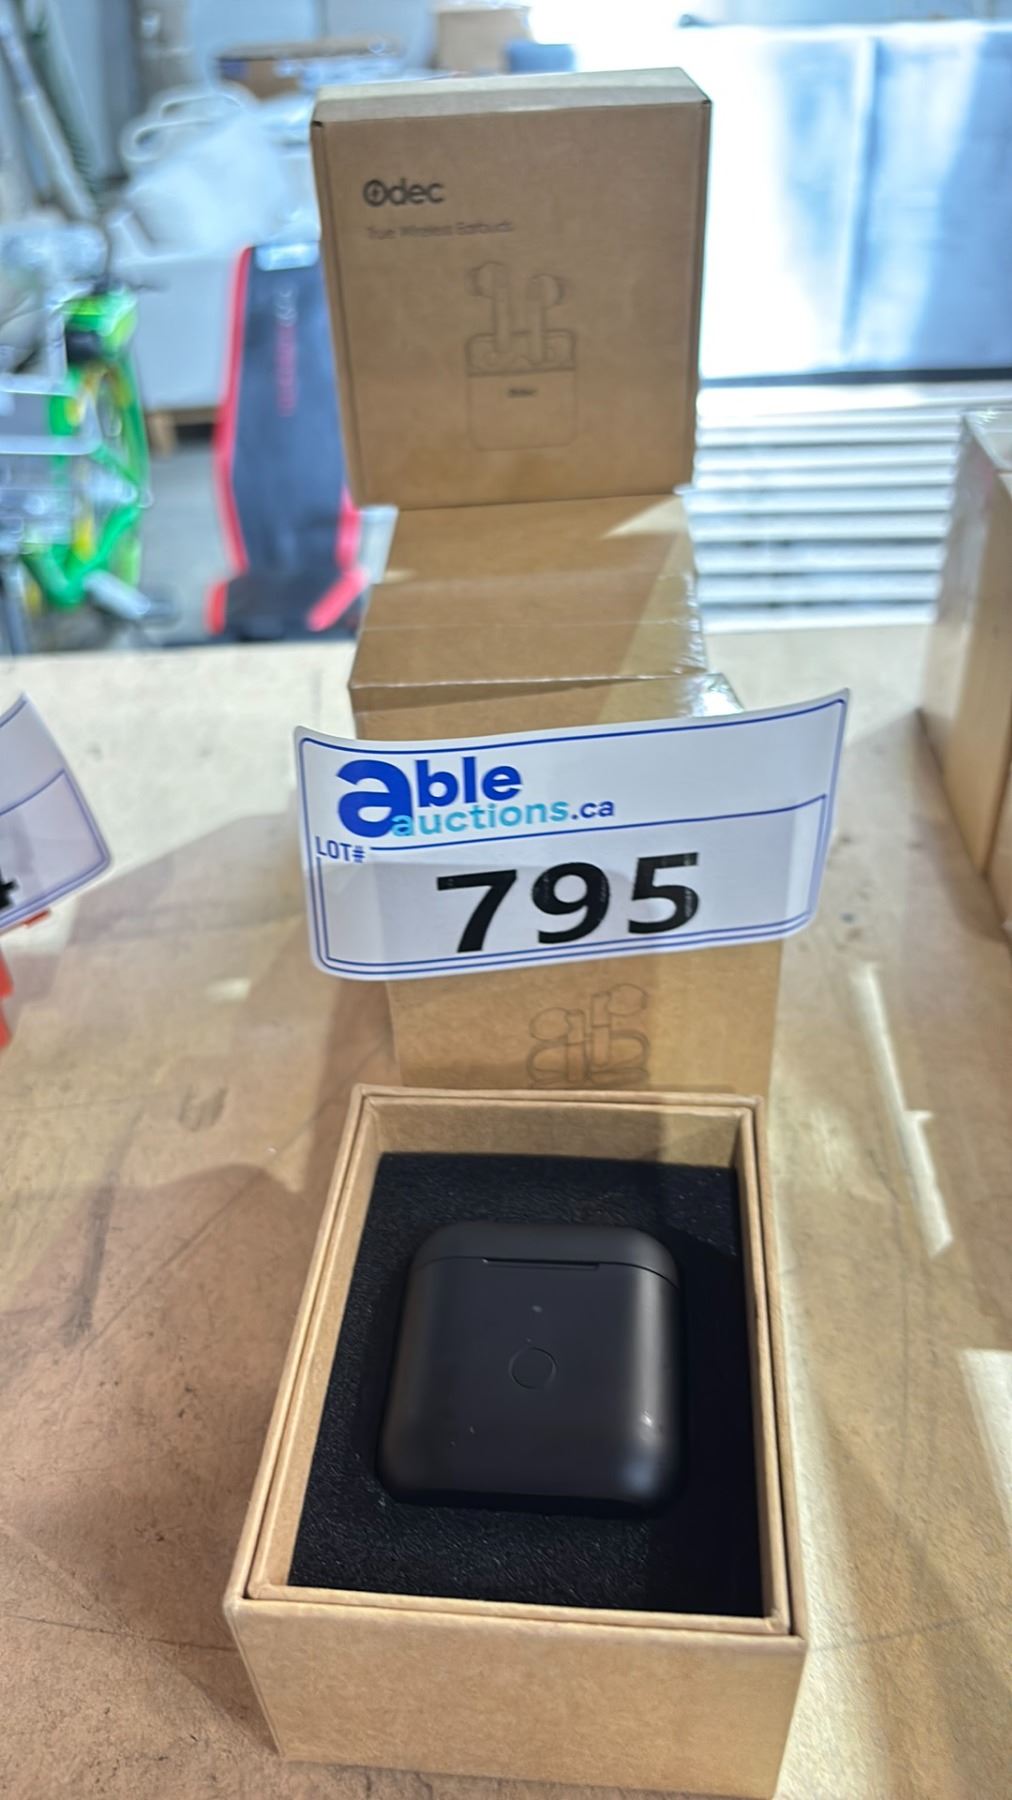 Odec
True Wireless Earbuds
able
auctions.ca
LOT#
795